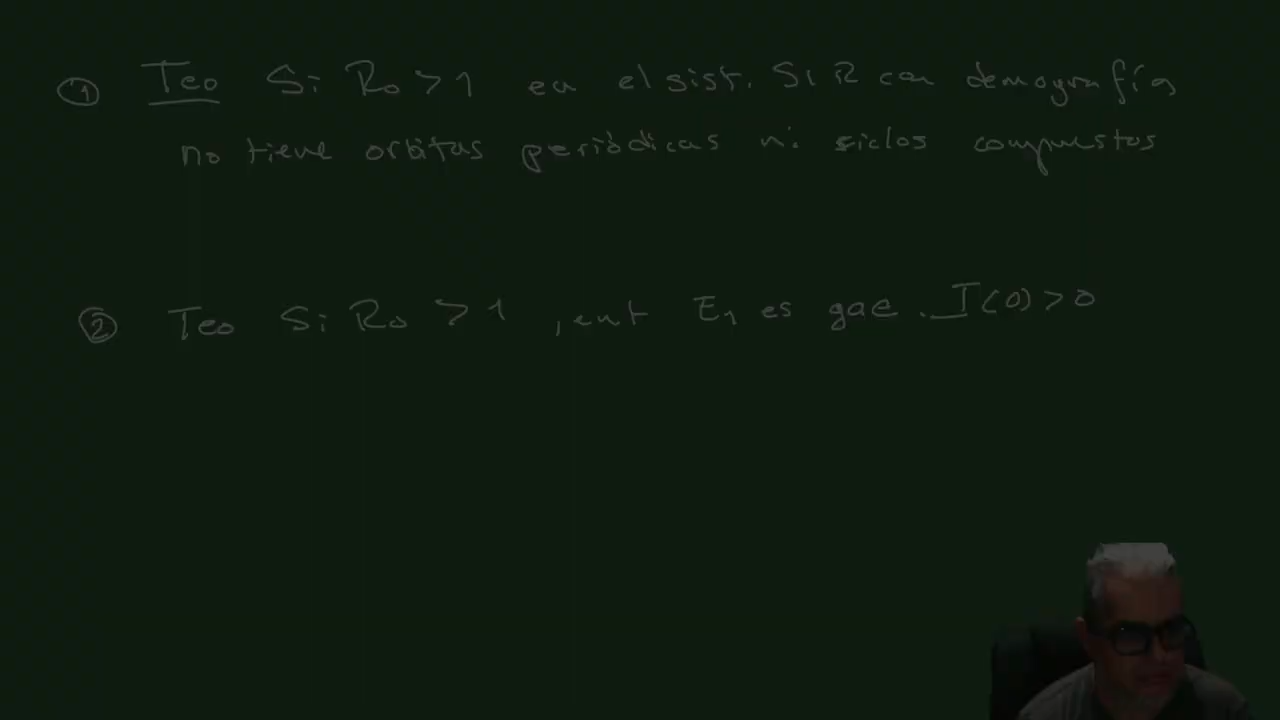 ① Teo Si R₀ > 1 en el sist. SIR con demografía
no tiene orbitas periódicas ni siclos compuestos
② Teo Si R₀ > 1 , ent E₁ es gae . I(0) > 0